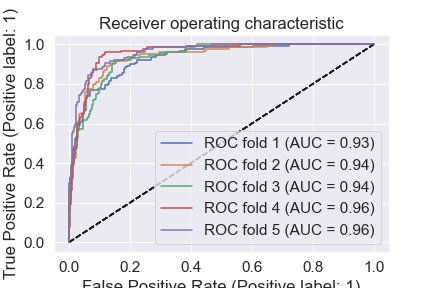 Receiver operating characteristic
True Positive Rate (Positive label: 1)
1.0
0.8
0.6
0.4
0.2
0.0
ROC fold 1 (AUC = 0.93)
ROC fold 2 (AUC = 0.94)
ROC fold 3 (AUC = 0.94)
ROC fold 4 (AUC = 0.96)
ROC fold 5 (AUC = 0.96)
0.0 0.2 0.4 0.6 0.8 1.0
False Positive Rate (Positive label: 1)